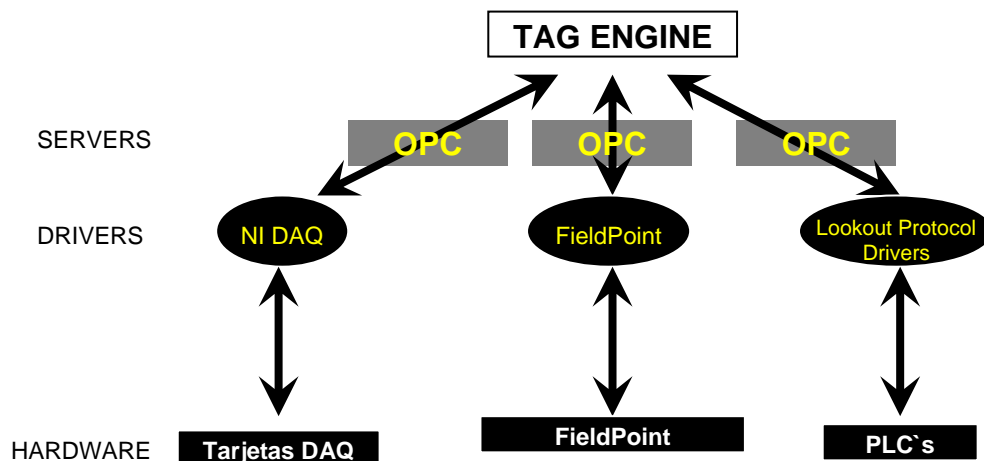 TAG ENGINE
SERVERS
OPC
OPC
OPC
DRIVERS
NI DAQ
FieldPoint
Lookout Protocol
Drivers
HARDWARE
Tarjetas DAQ
FieldPoint
PLC`s